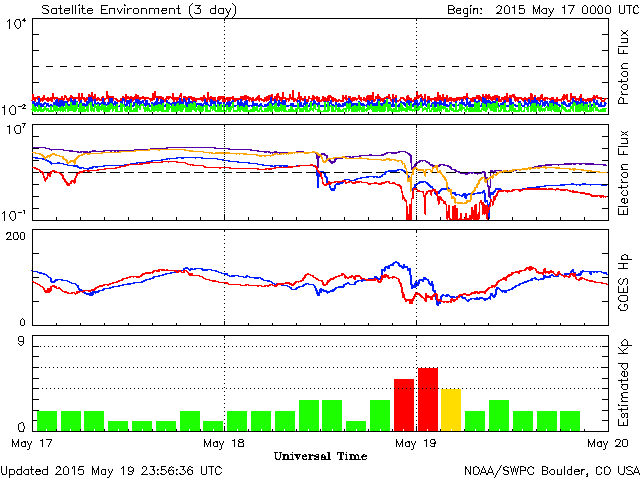 Satellite Environment (3 day) Begin: 2015 May 17 0000 UTC
10⁴
10⁻²
Proton Flux
10⁷
10⁻¹
Electron Flux
200
0
GOES Hp
9
0
Estimated Kp
May 17 May 18 May 19 May 20
Universal Time
Updated 2015 May 19 23:56:36 UTC NOAA/SWPC Boulder, CO USA